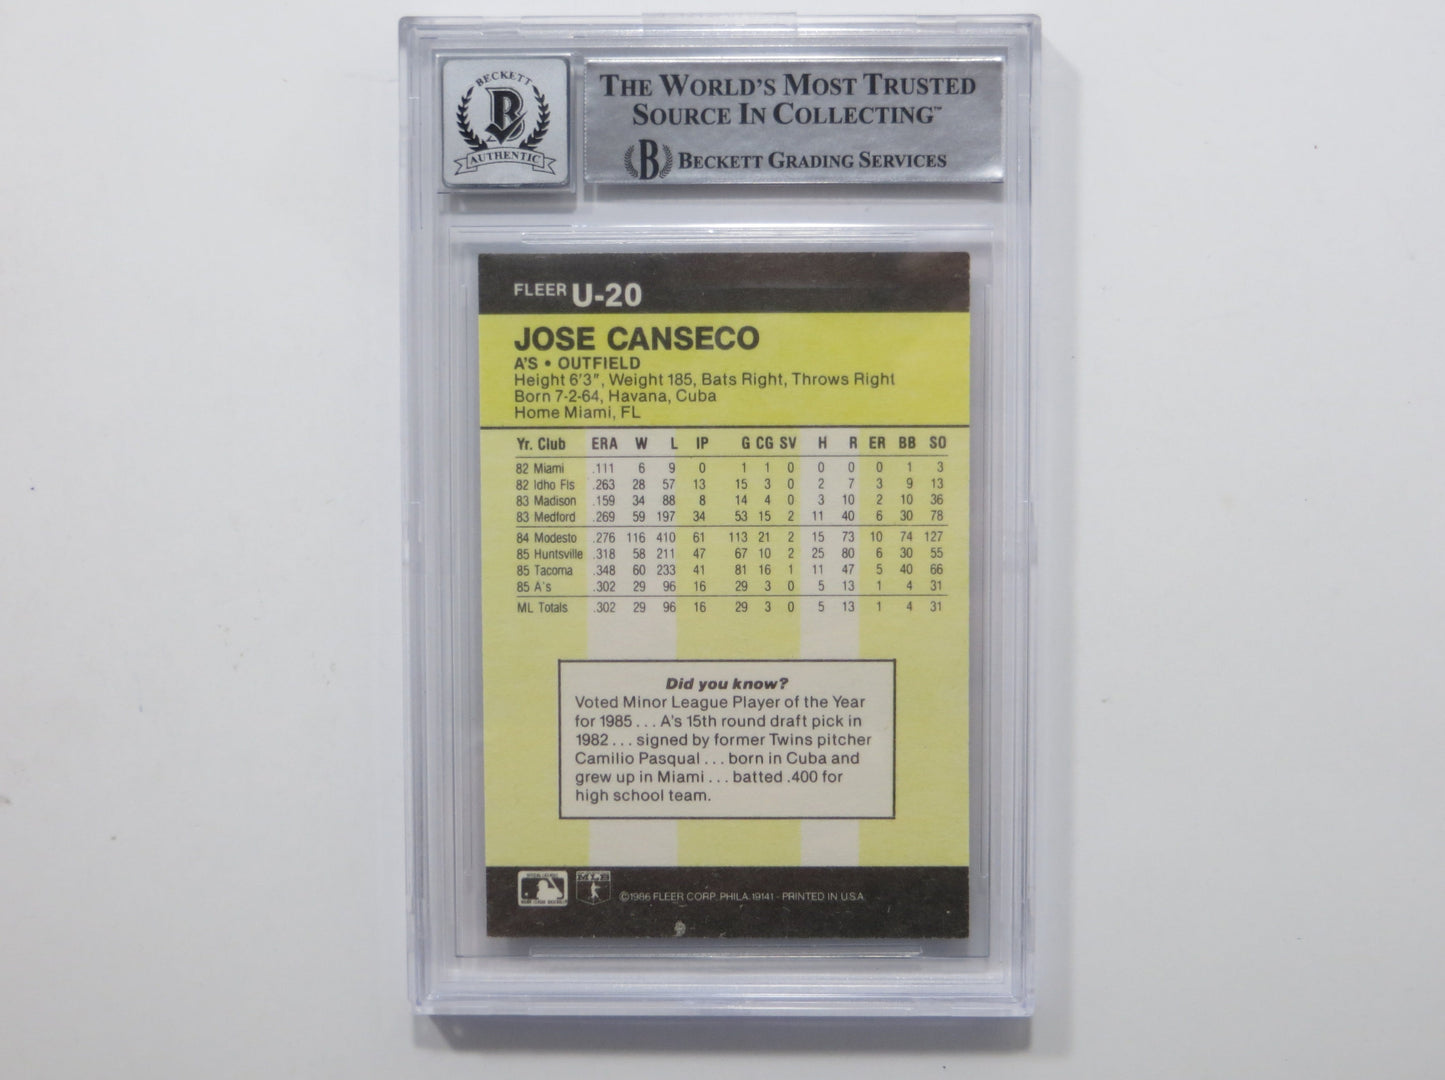 BECKETT
B
AUTHENTIC
THE WORLD'S MOST TRUSTED
SOURCE IN COLLECTING™
B BECKETT GRADING SERVICES
FLEER U-20
JOSE CANSECO
A'S • OUTFIELD
Height 6'3", Weight 185, Bats Right, Throws Right
Born 7-2-64, Havana, Cuba
Home Miami, FL
Yr. Club ERA W L IP G CG SV H R ER BB SO
82 Miami .111 6 9 0 1 1 0 0 0 0 1 3
82 Idho Fls .263 28 57 13 15 3 0 2 7 3 9 13
83 Madison .159 34 88 8 14 4 0 3 10 2 10 36
83 Medford .269 59 197 34 53 15 2 11 40 6 30 78
84 Modesto .276 116 410 61 113 21 2 15 73 10 74 127
85 Huntsville .318 58 211 47 67 10 2 25 80 6 30 55
85 Tacoma .348 60 233 41 81 16 1 11 47 5 40 66
85 A's .302 29 96 16 29 3 0 5 13 1 4 31
ML Totals .302 29 96 16 29 3 0 5 13 1 4 31
Did you know?
Voted Minor League Player of the Year
for 1985 . . . A's 15th round draft pick in
1982 . . . signed by former Twins pitcher
Camilio Pasqual . . . born in Cuba and
grew up in Miami . . . batted .400 for
high school team.
MLB
©1986 FLEER CORP. PHILA. 19141 - PRINTED IN U.S.A.